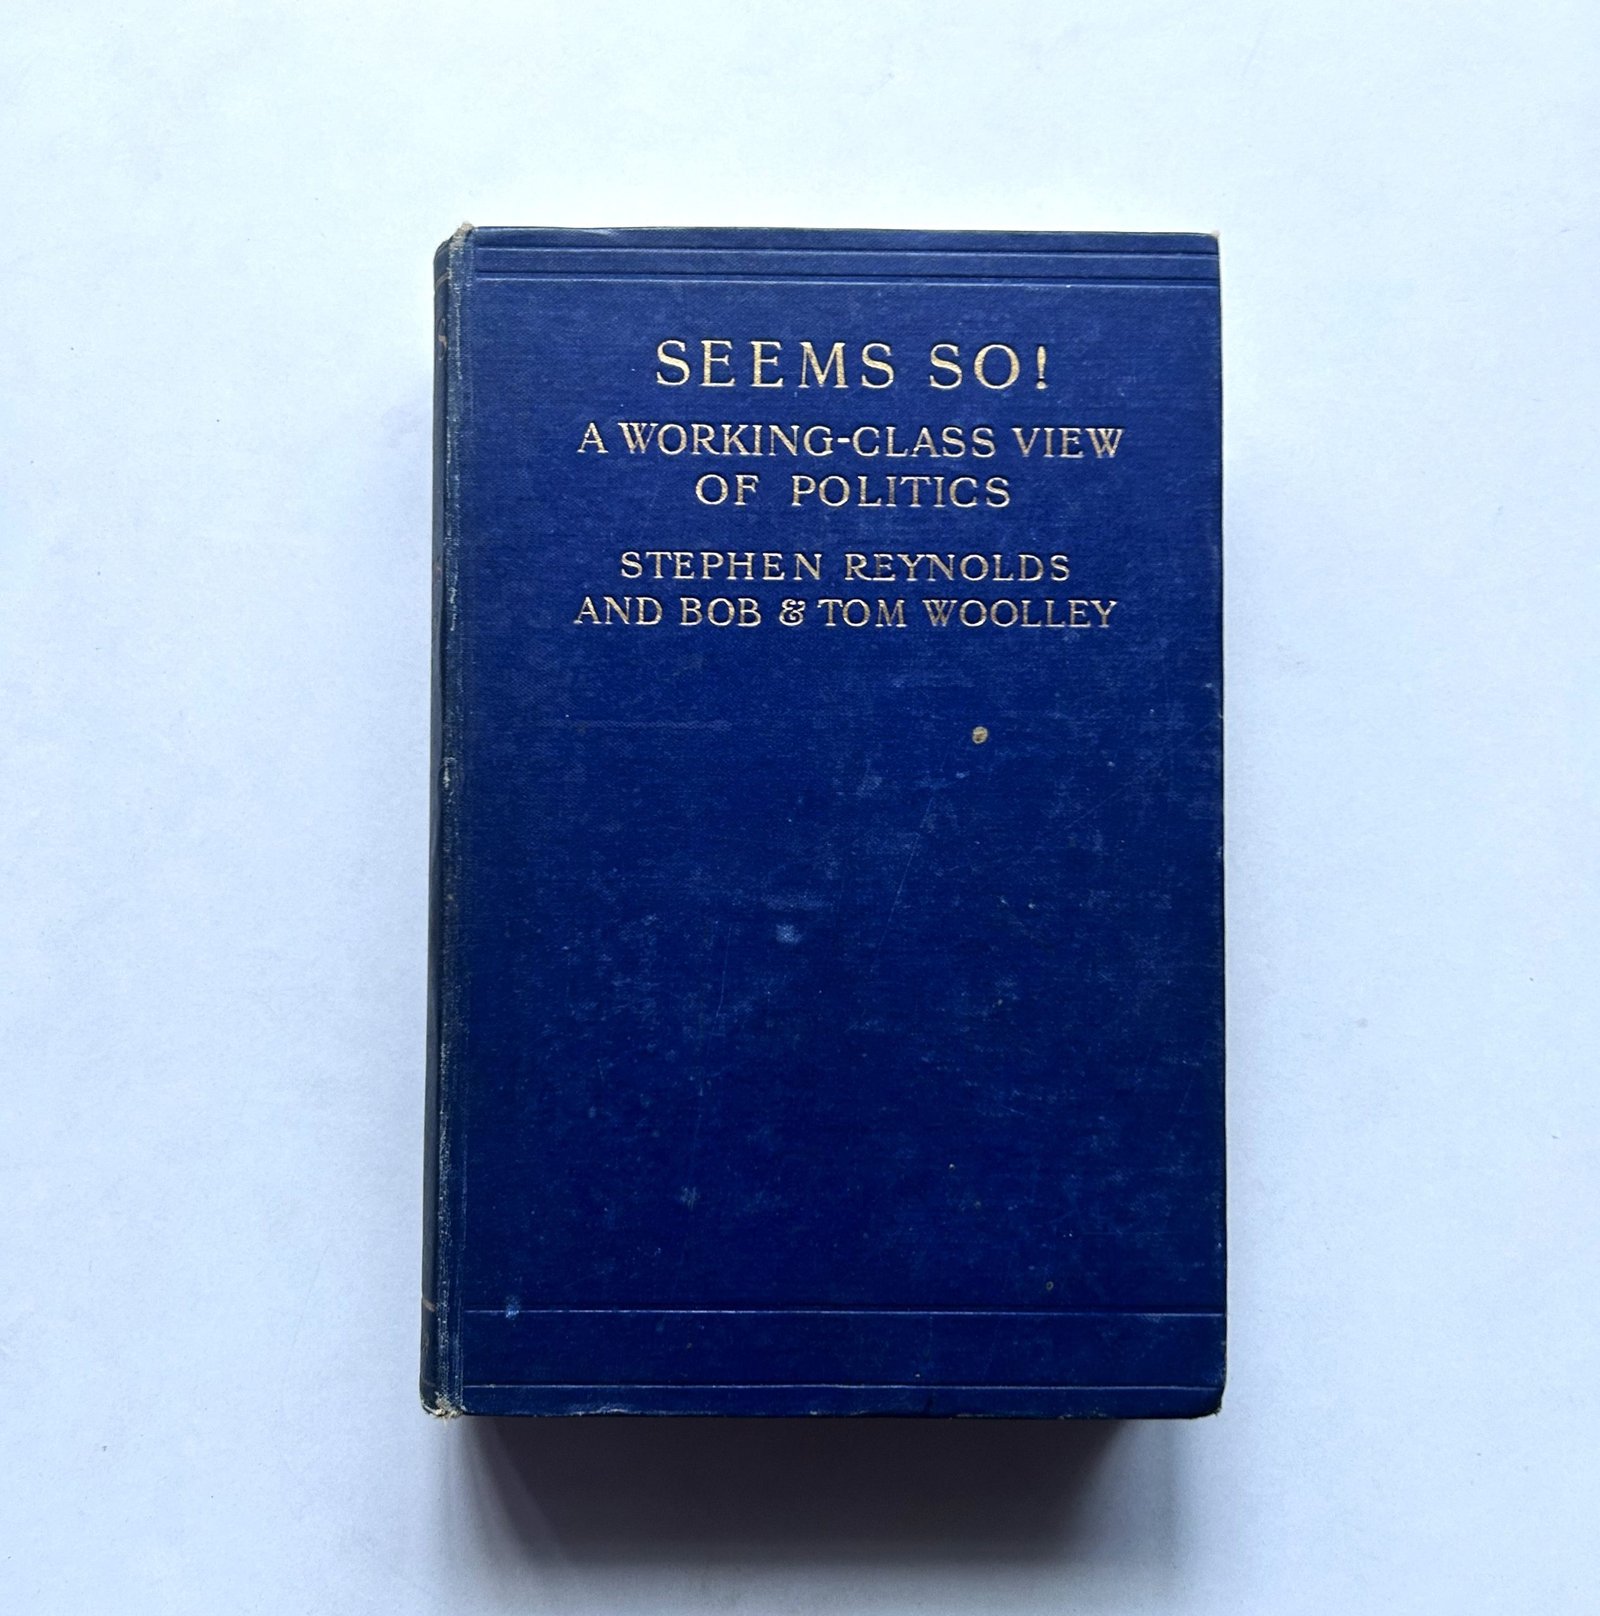 SEEMS SO!
A WORKING-CLASS VIEW
OF POLITICS
STEPHEN REYNOLDS
AND BOB & TOM WOOLLEY